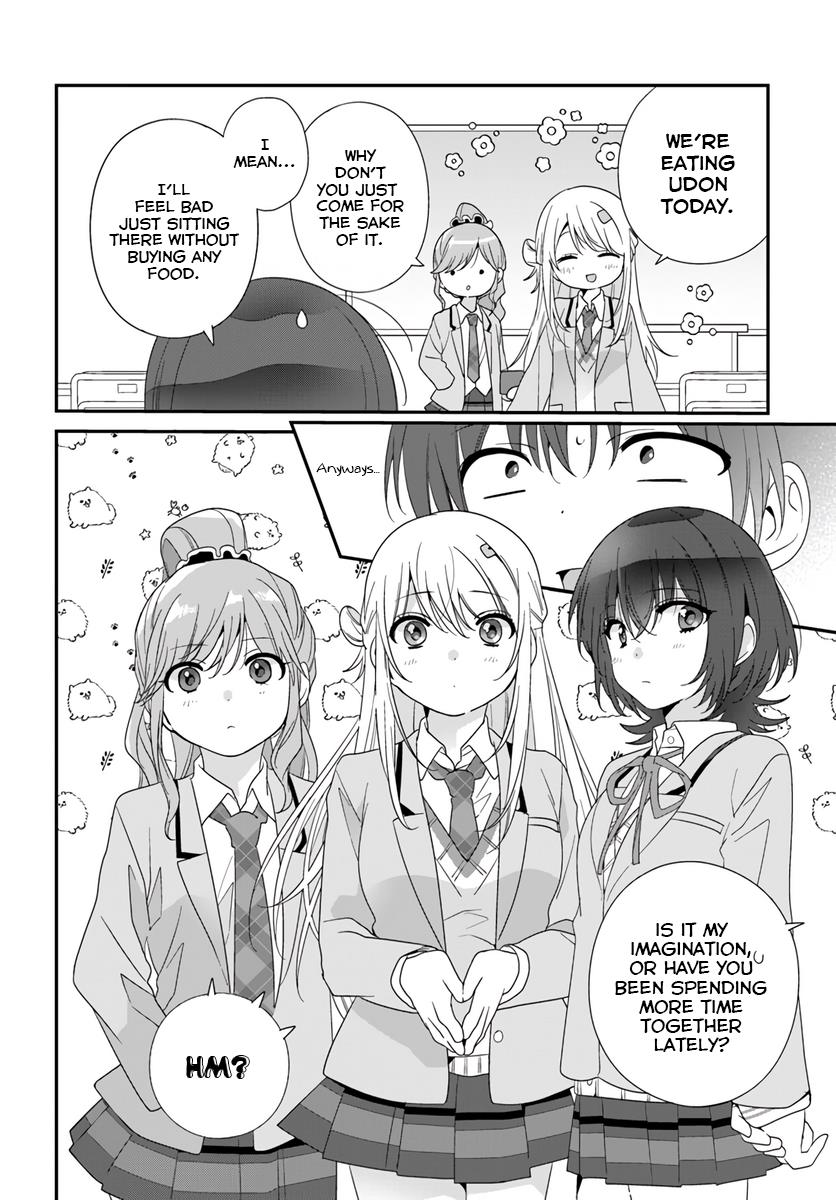 WE'RE
EATING
UDON
TODAY.
WHY
DON'T
YOU JUST
COME FOR
THE SAKE
OF IT.
I
MEAN...
I'LL
FEEL BAD
JUST SITTING
THERE WITHOUT
BUYING ANY
FOOD.
Anyways...
IS IT MY
IMAGINATION,
OR HAVE YOU
BEEN SPENDING
MORE TIME
TOGETHER
LATELY?
HM?